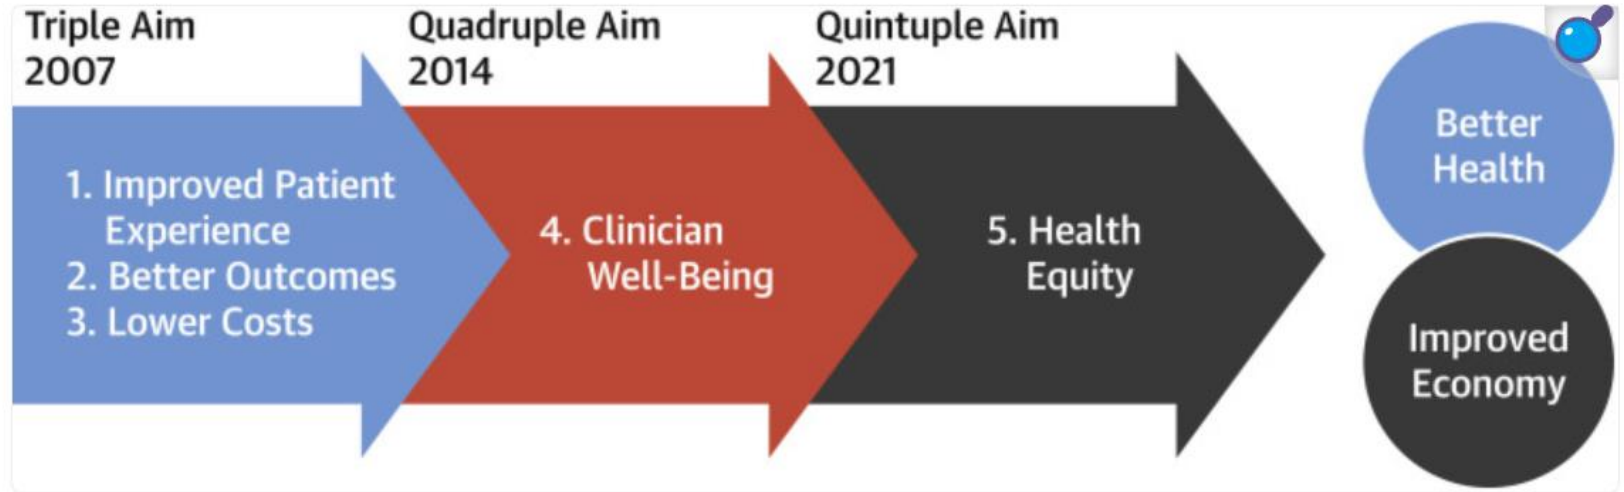 Triple Aim
2007
1. Improved Patient
Experience
2. Better Outcomes
3. Lower Costs
Quadruple Aim
2014
4. Clinician
Well-Being
Quintuple Aim
2021
5. Health
Equity
Better
Health
Improved
Economy